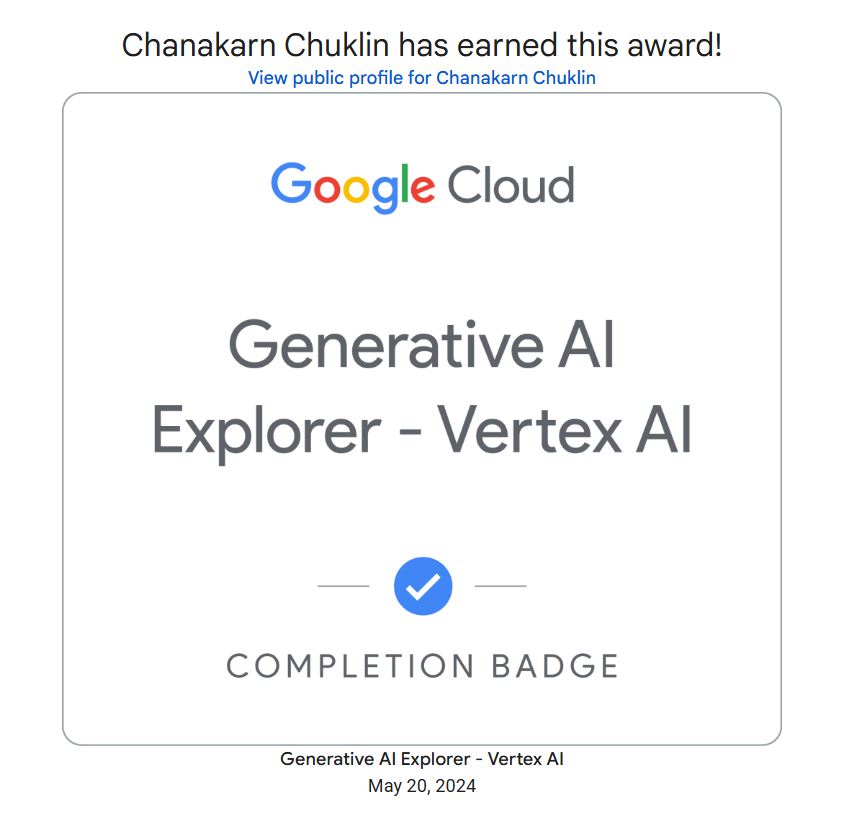 Chanakarn Chuklin has earned this award!
View public profile for Chanakarn Chuklin
Google Cloud
Generative AI
Explorer - Vertex AI
COMPLETION BADGE
Generative AI Explorer - Vertex AI
May 20, 2024